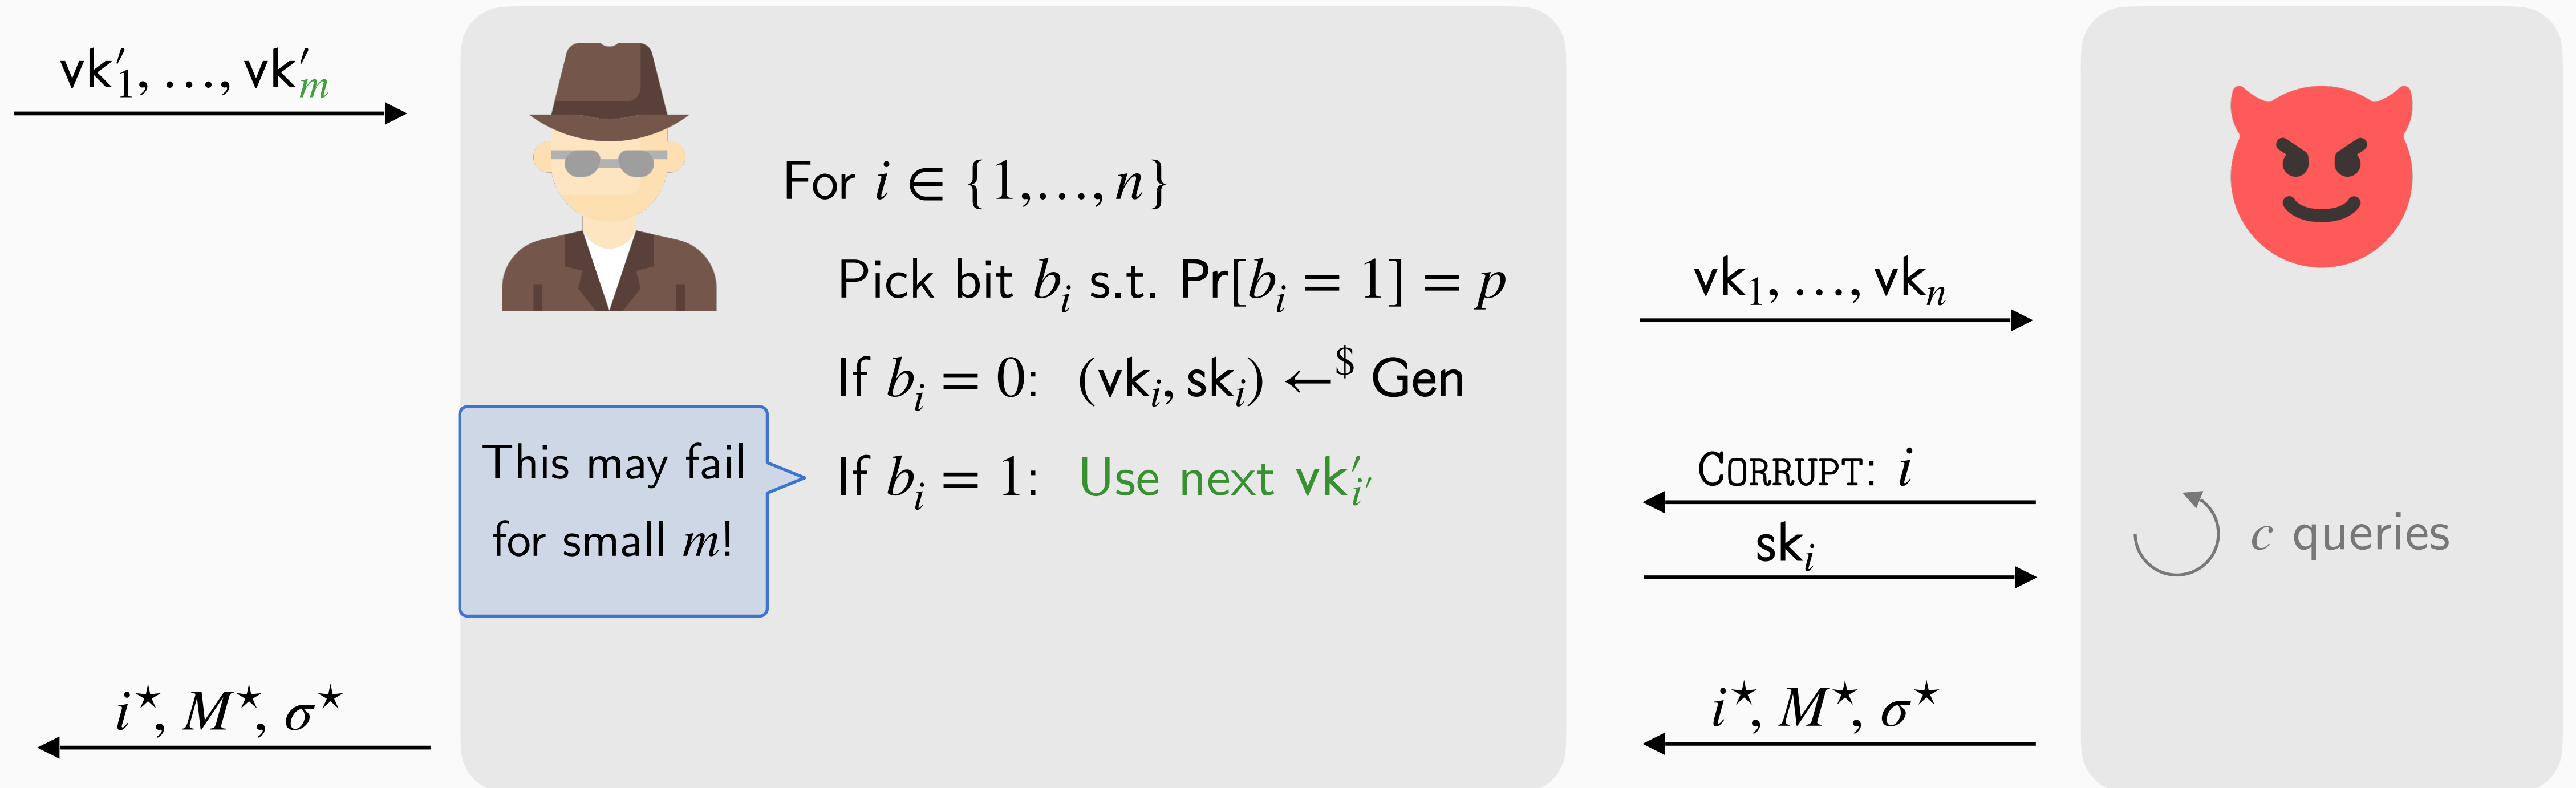 vk′₁, …, vk′ₘ
For i ∈ {1,…, n}
Pick bit bᵢ s.t. Pr[bᵢ = 1] = p
If bᵢ = 0: (vkᵢ, skᵢ) ←$ Gen
If bᵢ = 1: Use next vk′ᵢ′
This may fail
for small m!
i★, M★, σ★
vk₁, …, vkₙ
CORRUPT: i
skᵢ
c queries
i★, M★, σ★